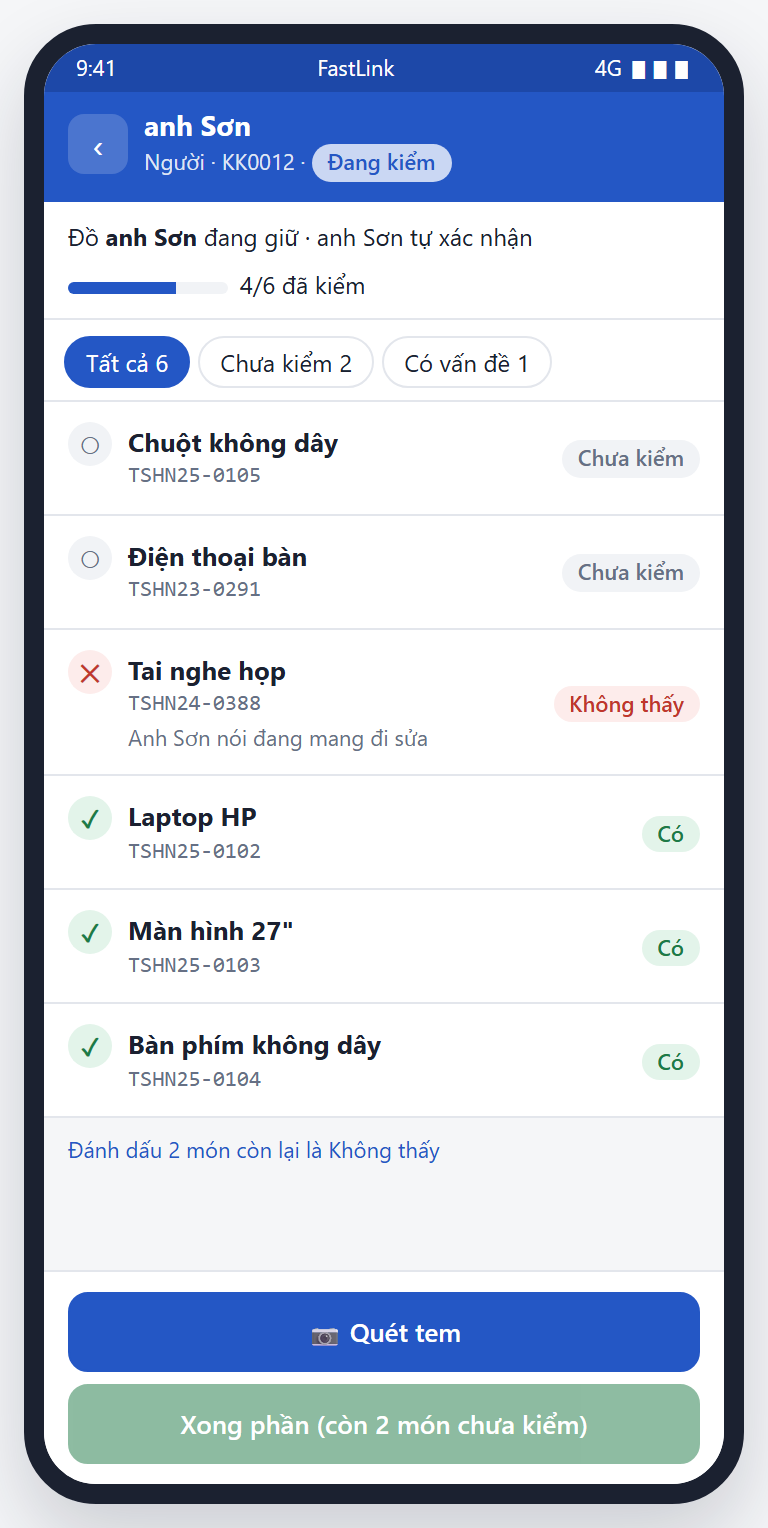 9:41 FastLink 4G
‹ anh Sơn
Người · KK0012 · Đang kiểm
Đồ anh Sơn đang giữ · anh Sơn tự xác nhận
4/6 đã kiểm
Tất cả 6 Chưa kiểm 2 Có vấn đề 1
Chuột không dây
TSHN25-0105
Chưa kiểm
Điện thoại bàn
TSHN23-0291
Chưa kiểm
Tai nghe họp
TSHN24-0388
Không thấy
Anh Sơn nói đang mang đi sửa
Laptop HP
TSHN25-0102
Có
Màn hình 27"
TSHN25-0103
Có
Bàn phím không dây
TSHN25-0104
Có
Đánh dấu 2 món còn lại là Không thấy
📷 Quét tem
Xong phần (còn 2 món chưa kiểm)